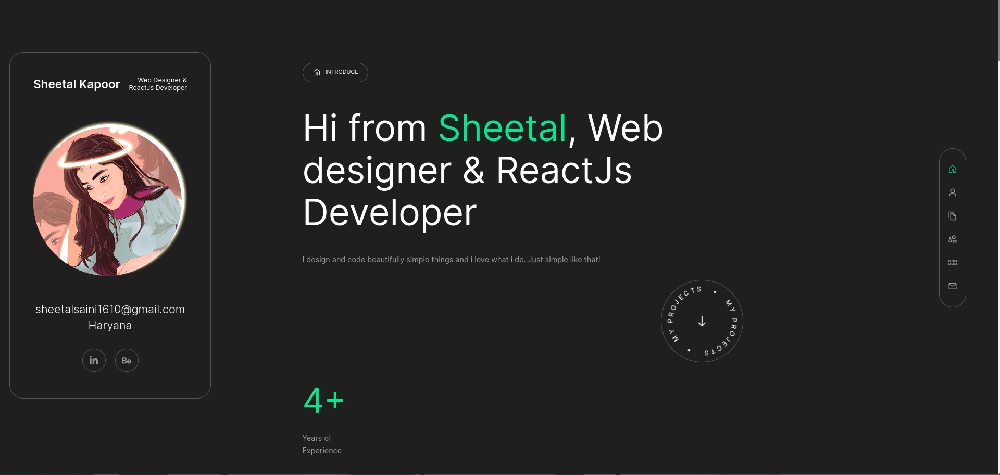 Sheetal Kapoor
Web Designer &
ReactJs Developer
sheetalsaini1610@gmail.com
Haryana
in
Bē
INTRODUCE
Hi from Sheetal, Web
designer & ReactJs
Developer
I design and code beautifully simple things and i love what i do. Just simple like that!
MY PROJECTS • MY PROJECTS •
4+
Years of
Experience